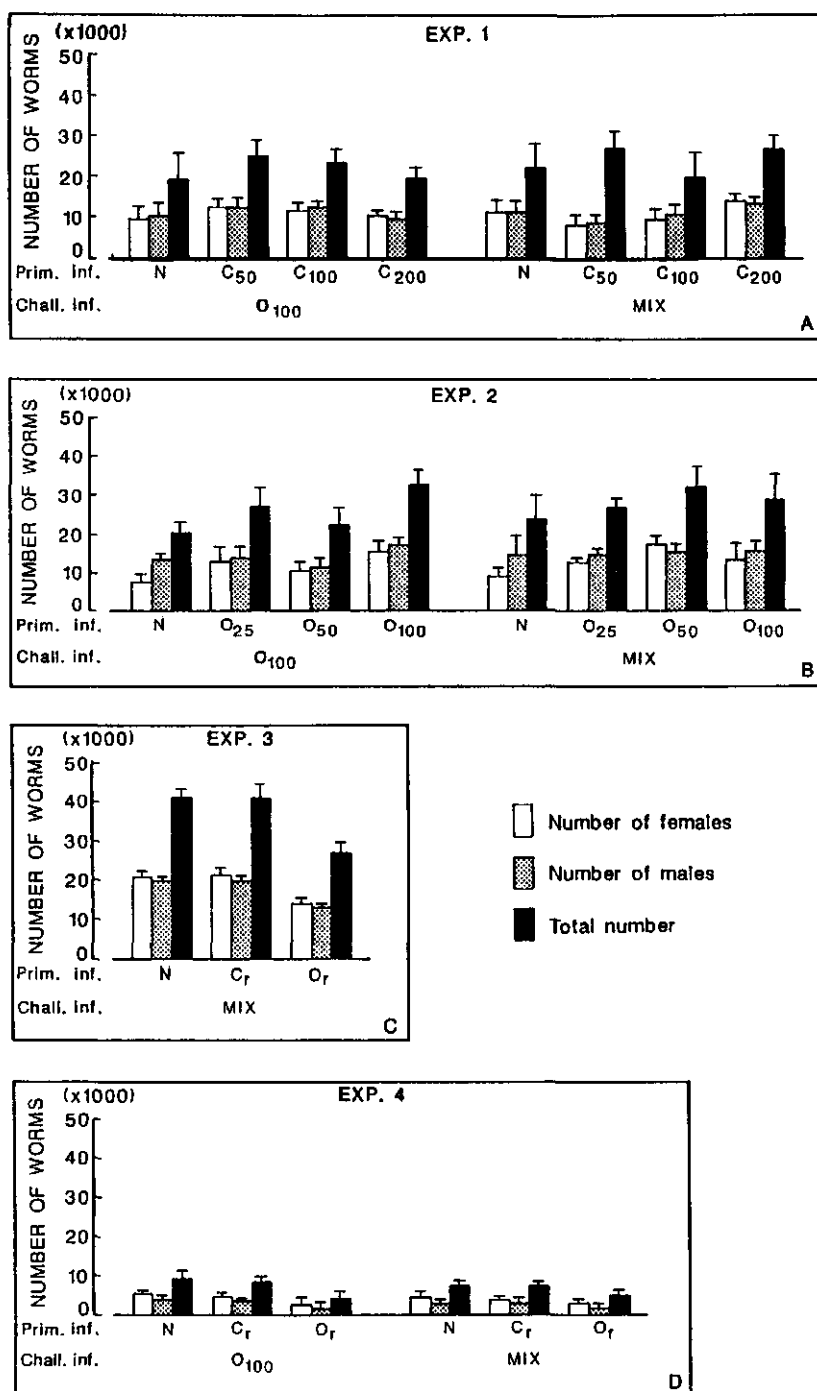 (x1000)
EXP. 1
NUMBER OF WORMS
50
40
30
20
10
0
Prim. inf. N C50 C100 C200 N C50 C100 C200
Chall. inf. O100 MIX
A
(x1000)
EXP. 2
NUMBER OF WORMS
50
40
30
20
10
0
Prim. inf. N O25 O50 O100 N O25 O50 O100
Chall. inf. O100 MIX
B
(x1000)
EXP. 3
NUMBER OF WORMS
50
40
30
20
10
0
Prim. inf. N Cr Or
Chall. inf. MIX
C
Number of females
Number of males
Total number
(x1000)
EXP. 4
NUMBER OF WORMS
50
40
30
20
10
0
Prim. inf. N Cr Or N Cr Or
Chall. inf. O100 MIX
D